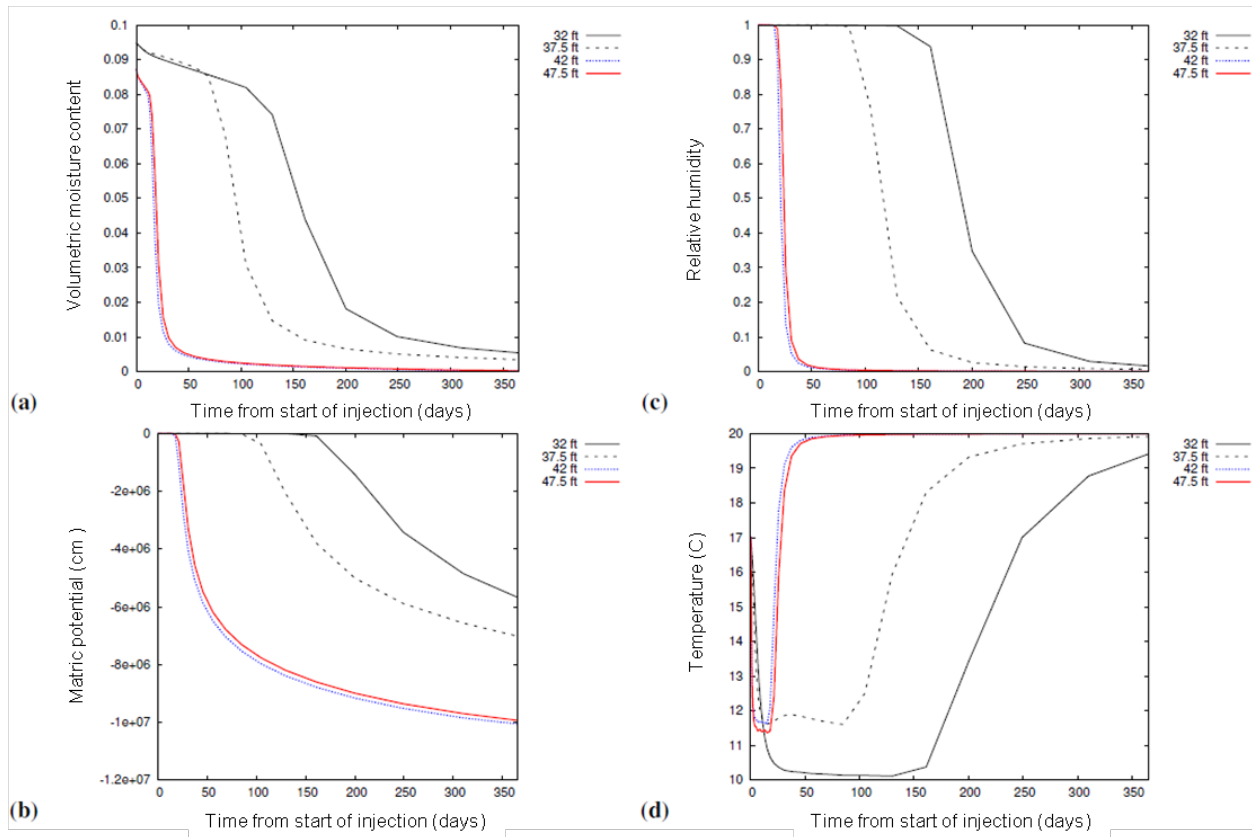 0.1
0.09
0.08
0.07
0.06
0.05
0.04
0.03
0.02
0.01
0
0 50 100 150 200 250 300 350
Volumetric moisture content
Time from start of injection (days)
32 ft
37.5 ft
42 ft
47.5 ft
(a)
1
0.9
0.8
0.7
0.6
0.5
0.4
0.3
0.2
0.1
0
0 50 100 150 200 250 300 350
Relative humidity
Time from start of injection (days)
32 ft
37.5 ft
42 ft
47.5 ft
(c)
0
-2e+06
-4e+06
-6e+06
-8e+06
-1e+07
-1.2e+07
0 50 100 150 200 250 300 350
Matric potential (cm )
Time from start of injection (days)
32 ft
37.5 ft
42 ft
47.5 ft
(b)
20
19
18
17
16
15
14
13
12
11
10
0 50 100 150 200 250 300 350
Temperature (C)
Time from start of injection (days)
32 ft
37.5 ft
42 ft
47.5 ft
(d)